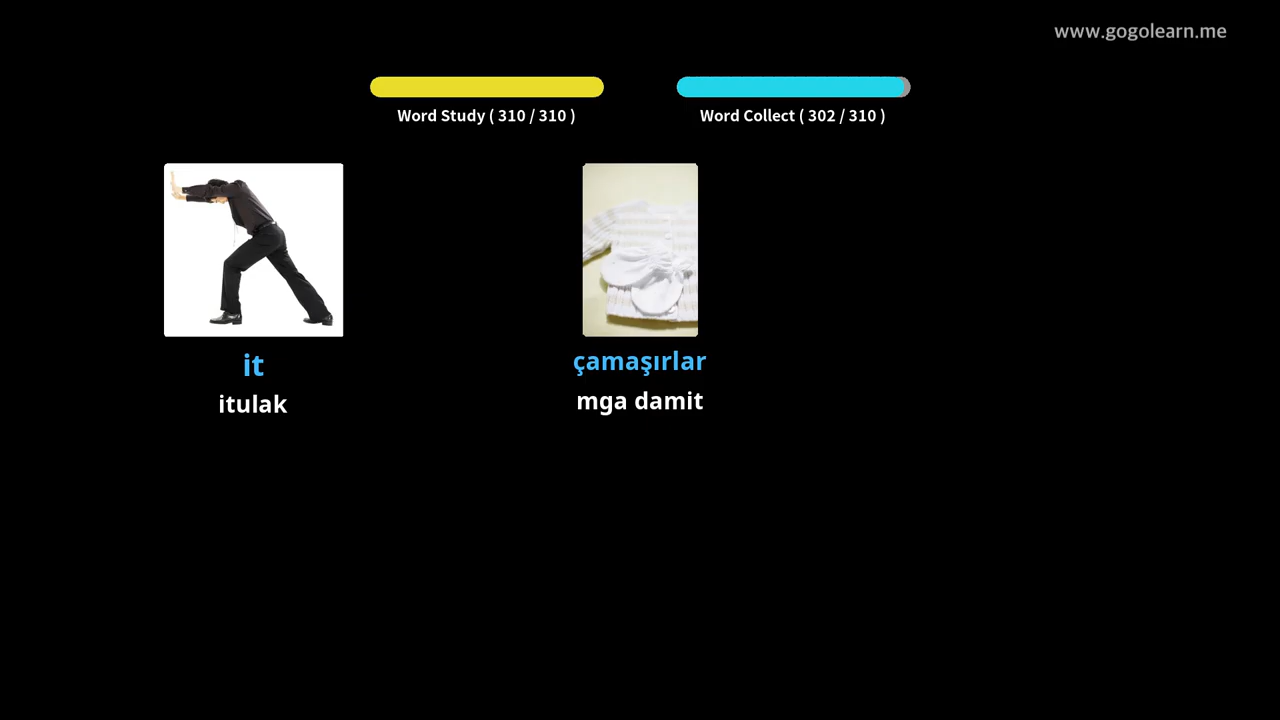 www.gogolearn.me
Word Study ( 310 / 310 )
Word Collect ( 302 / 310 )
it
itulak
çamaşırlar
mga damit